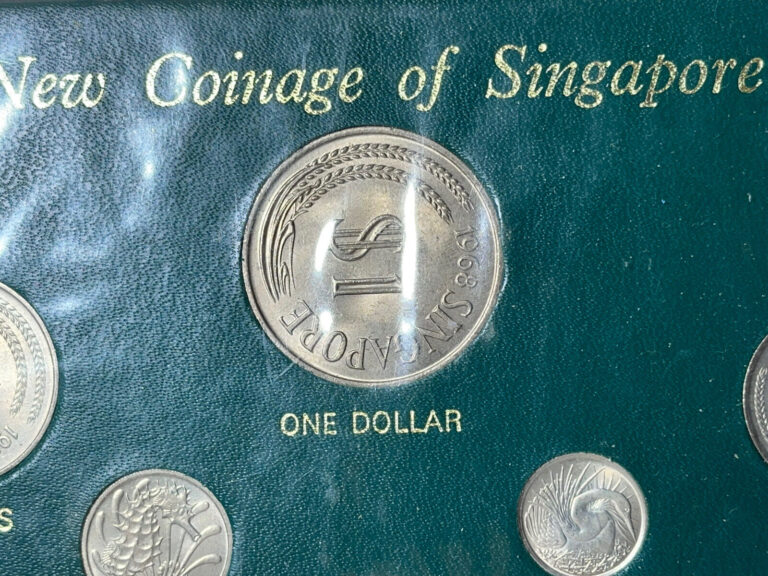 New Coinage of Singapore
1968 SINGAPORE
$1
ONE DOLLAR
S